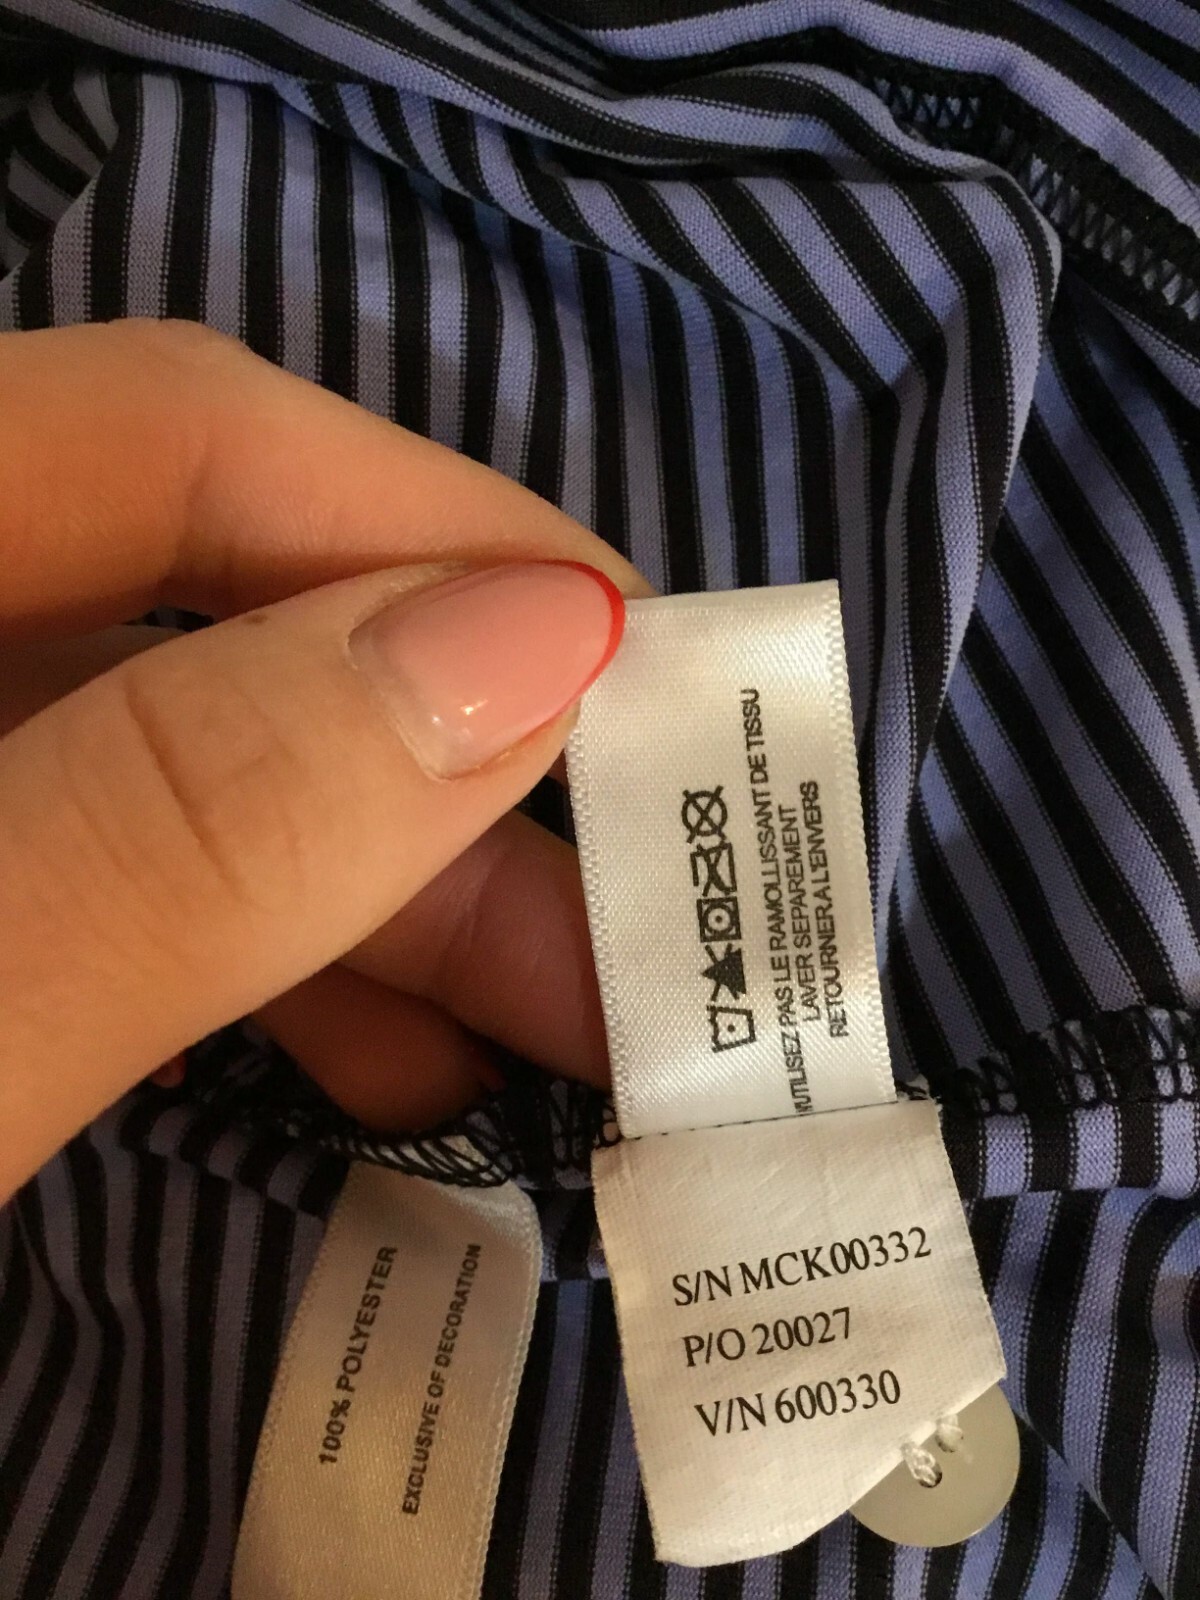 N'UTILISEZ PAS LE RAMOLLISSANT DE TISSU
LAVER SEPAREMENT
RETOURNER A L'ENVERS
S/N MCK00332
P/O 20027
V/N 600330
100% POLYESTER
EXCLUSIVE OF DECORATION